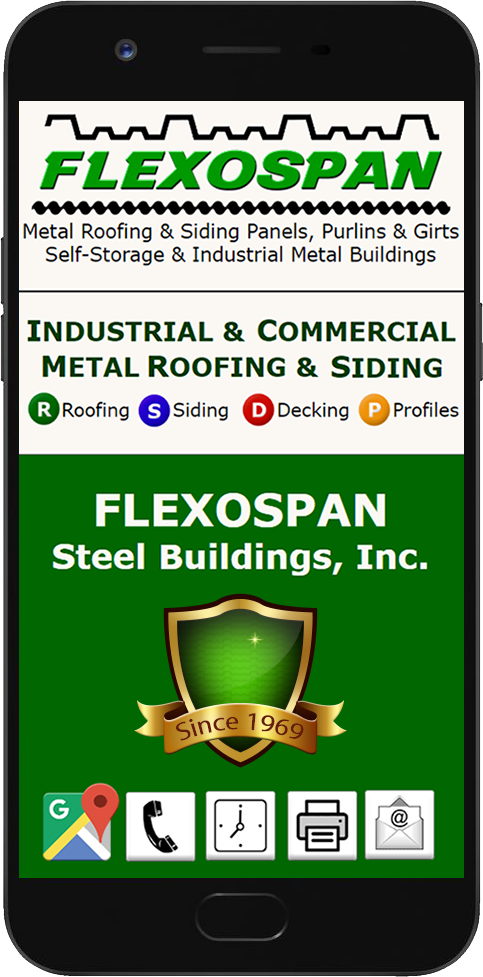 FLEXOSPAN
Metal Roofing & Siding Panels, Purlins & Girts
Self-Storage & Industrial Metal Buildings
INDUSTRIAL & COMMERCIAL
METAL ROOFING & SIDING
R Roofing S Siding D Decking P Profiles
FLEXOSPAN
Steel Buildings, Inc.
Since 1969
G
@